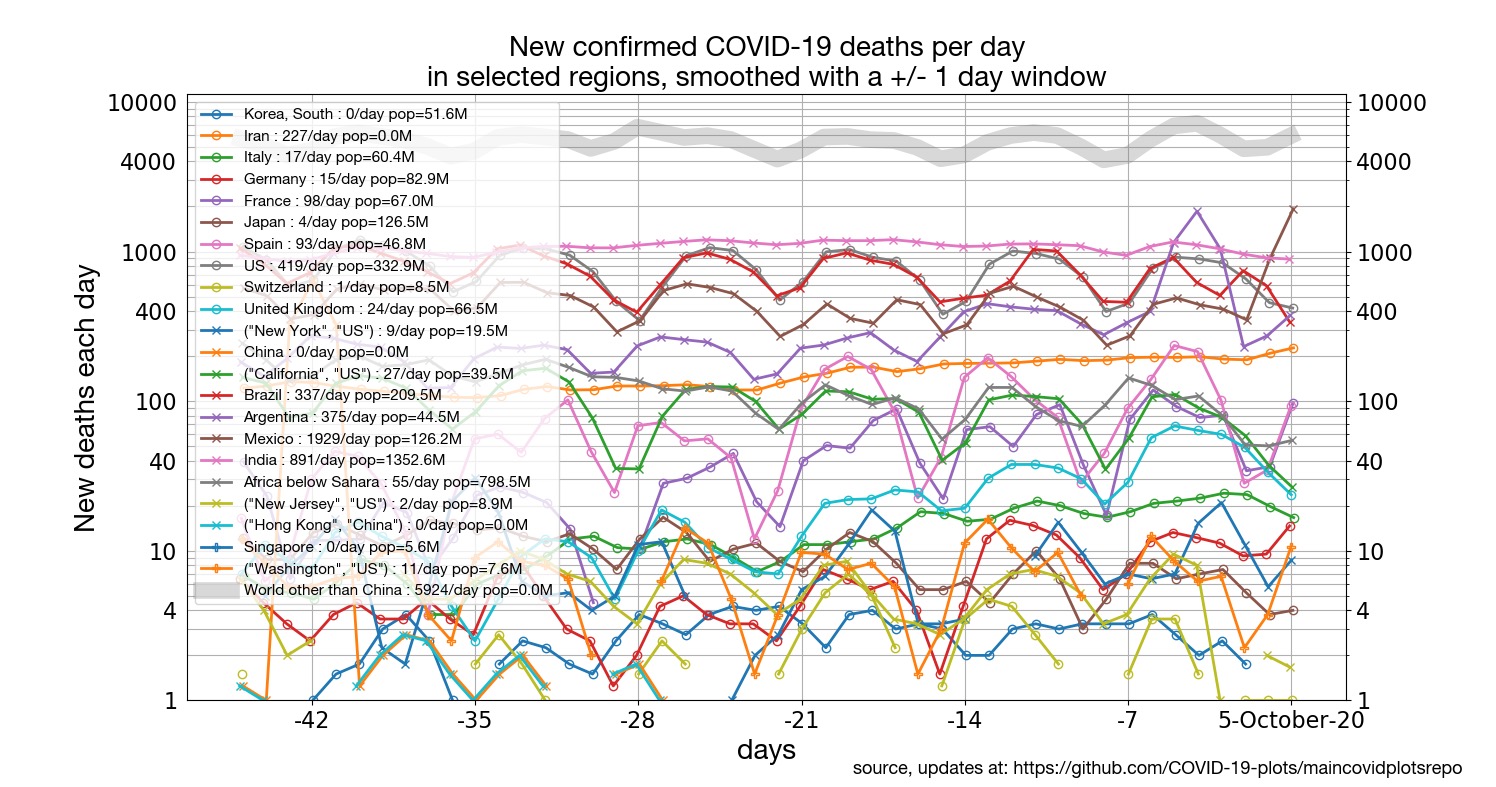 New confirmed COVID-19 deaths per day
in selected regions, smoothed with a +/- 1 day window
New deaths each day
10000
4000
1000
400
100
40
10
4
1
Korea, South : 0/day pop=51.6M
Iran : 227/day pop=0.0M
Italy : 17/day pop=60.4M
Germany : 15/day pop=82.9M
France : 98/day pop=67.0M
Japan : 4/day pop=126.5M
Spain : 93/day pop=46.8M
US : 419/day pop=332.9M
Switzerland : 1/day pop=8.5M
United Kingdom : 24/day pop=66.5M
("New York", "US") : 9/day pop=19.5M
China : 0/day pop=0.0M
("California", "US") : 27/day pop=39.5M
Brazil : 337/day pop=209.5M
Argentina : 375/day pop=44.5M
Mexico : 1929/day pop=126.2M
India : 891/day pop=1352.6M
Africa below Sahara : 55/day pop=798.5M
("New Jersey", "US") : 2/day pop=8.9M
("Hong Kong", "China") : 0/day pop=0.0M
Singapore : 0/day pop=5.6M
("Washington", "US") : 11/day pop=7.6M
World other than China : 5924/day pop=0.0M
10000
4000
1000
400
100
40
10
4
1
-42 -35 -28 -21 -14 -7 5-October-20
days
source, updates at: https://github.com/COVID-19-plots/maincovidplotsrepo